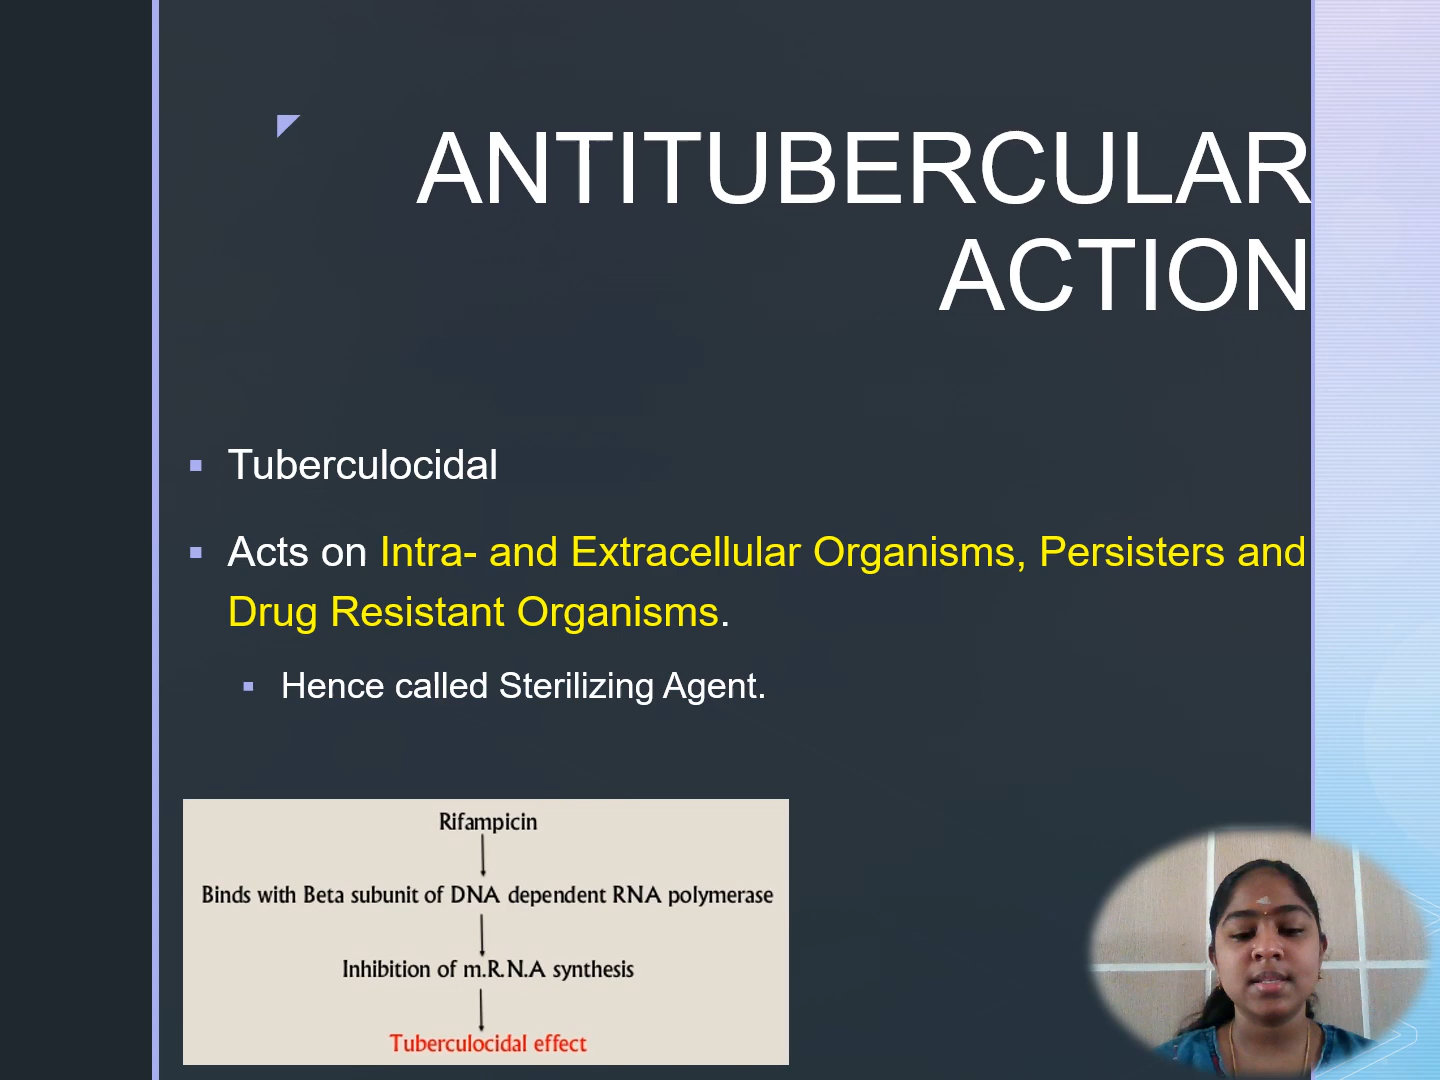 ANTITUBERCULAR
ACTION
Tuberculocidal
Acts on Intra- and Extracellular Organisms, Persisters and
Drug Resistant Organisms.
Hence called Sterilizing Agent.
Rifampicin
Binds with Beta subunit of DNA dependent RNA polymerase
Inhibition of m.R.N.A synthesis
Tuberculocidal effect